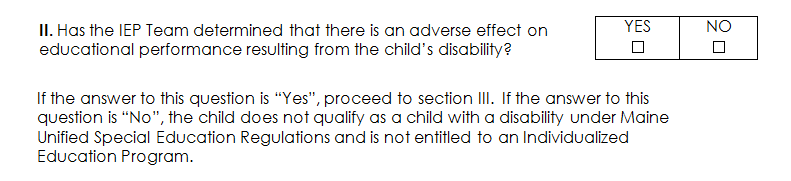 II. Has the IEP Team determined that there is an adverse effect on
educational performance resulting from the child's disability?
YES NO
☐ ☐
If the answer to this question is "Yes", proceed to section III. If the answer to this
question is "No", the child does not qualify as a child with a disability under Maine
Unified Special Education Regulations and is not entitled to an Individualized
Education Program.